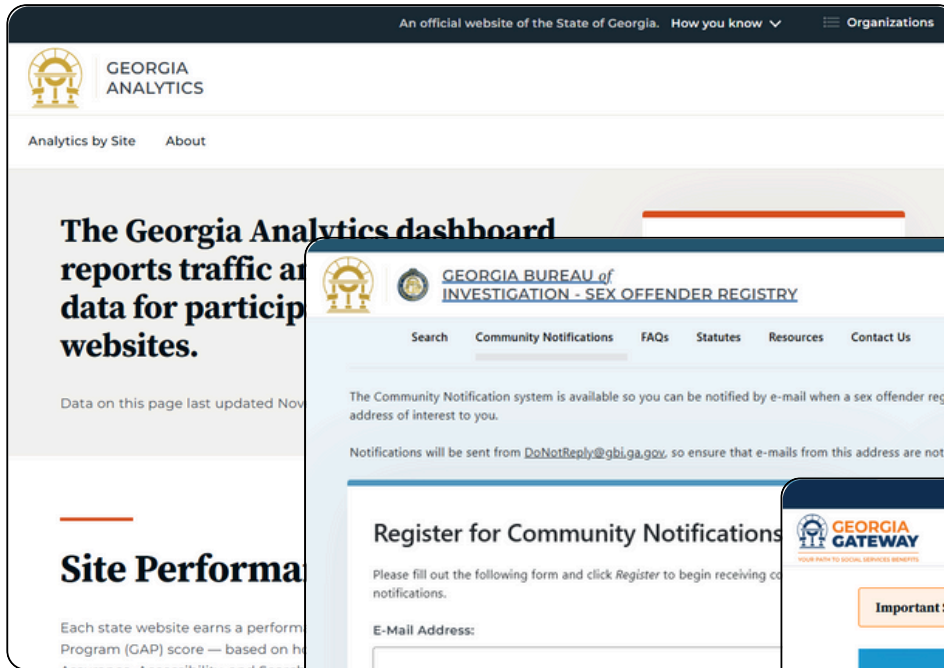 An official website of the State of Georgia. How you know
Organizations
GEORGIA
ANALYTICS
Analytics by Site
About
The Georgia Analytics dashboard
reports traffic
data for particip
websites.
Data on this page last updated Nov
Site Performa
Each state website earns a perform
Program (GAP) score — based on
GEORGIA BUREAU of
INVESTIGATION - SEX OFFENDER REGISTRY
Search
Community Notifications
FAQs
Statutes
Resources
Contact Us
The Community Notification system is available so you can be notified by e-mail when a sex offender reg
address of interest to you.
Notifications will be sent from DoNotReply@gbi.ga.gov, so ensure that e-mails from this address are not
Register for Community Notifications
Please fill out the following form and click Register to begin receiving co
notifications.
E-Mail Address:
GEORGIA
GATEWAY
YOUR PATH TO SOCIAL SERVICES BENEFITS
Important